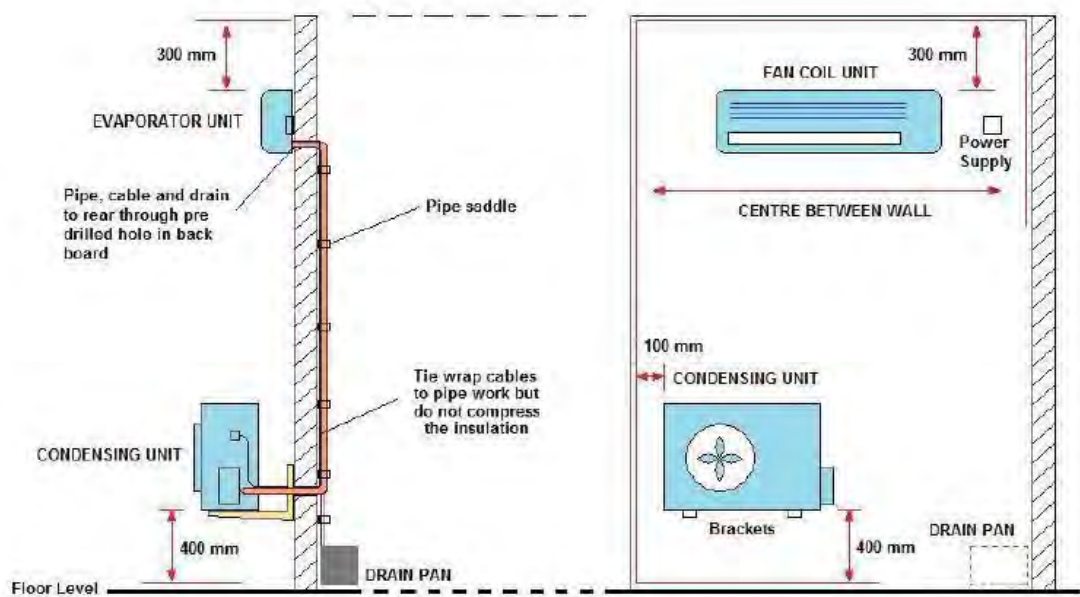 300 mm
EVAPORATOR UNIT
Pipe, cable and drain
to rear through pre
drilled hole in back
board
Pipe saddle
Tie wrap cables
to pipe work but
do not compress
the insulation
CONDENSING UNIT
400 mm
DRAIN PAN
Floor Level
300 mm
FAN COIL UNIT
Power
Supply
CENTRE BETWEEN WALL
100 mm
CONDENSING UNIT
Brackets
DRAIN PAN
400 mm